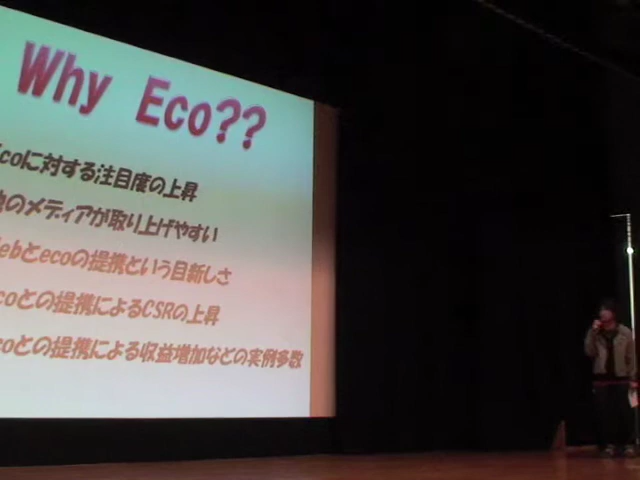 Why Eco??
coに対する注目度の上昇
のメディアが取り上げやすい
ebとecoの提携という目新しさ
coとの提携によるCSRの上昇
coとの提携による収益増加などの実例多数